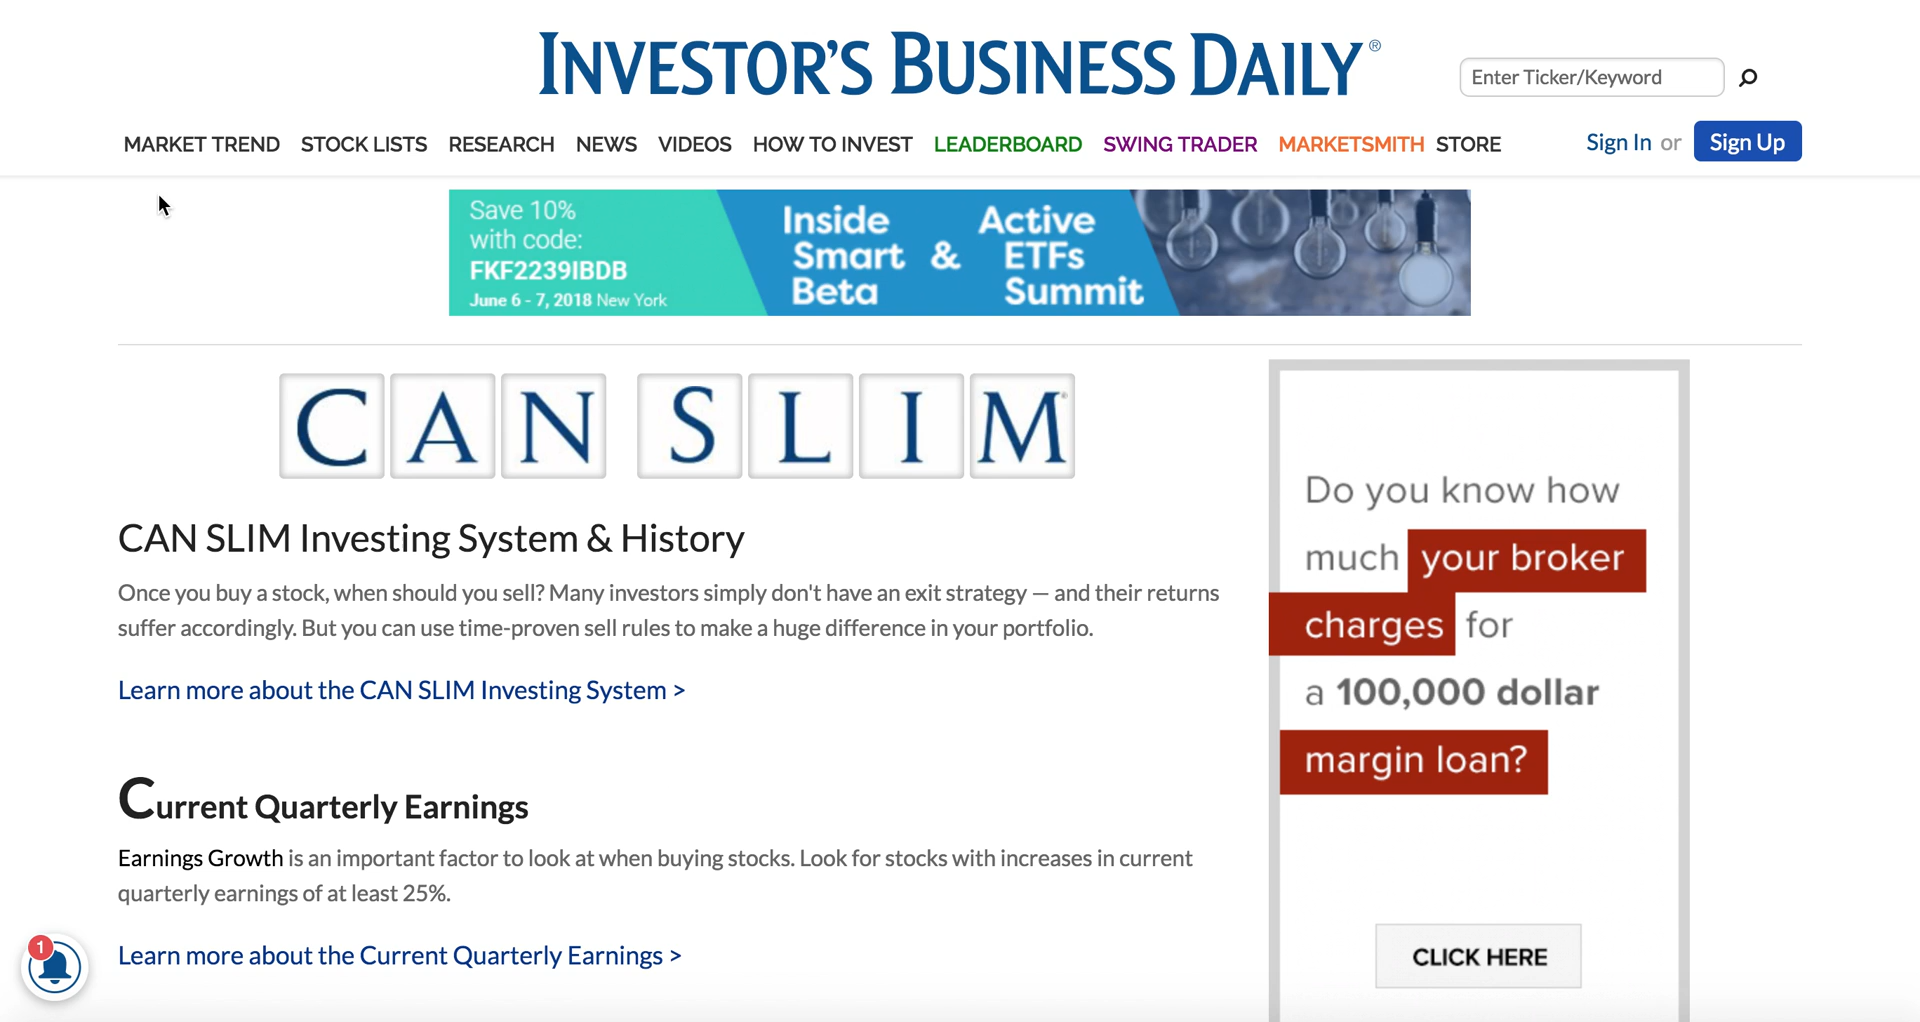 INVESTOR'S BUSINESS DAILY®
Enter Ticker/Keyword
MARKET TREND STOCK LISTS RESEARCH NEWS VIDEOS HOW TO INVEST LEADERBOARD SWING TRADER MARKETSMITH STORE
Sign In or Sign Up
Save 10%
with code:
FKF2239IBDB
June 6 - 7, 2018 New York
Inside
Smart
Beta
&
Active
ETFs
Summit
CAN SLIM®
CAN SLIM Investing System & History
Once you buy a stock, when should you sell? Many investors simply don't have an exit strategy — and their returns
suffer accordingly. But you can use time-proven sell rules to make a huge difference in your portfolio.
Learn more about the CAN SLIM Investing System >
Current Quarterly Earnings
Earnings Growth is an important factor to look at when buying stocks. Look for stocks with increases in current
quarterly earnings of at least 25%.
Learn more about the Current Quarterly Earnings >
1
Do you know how
much your broker
charges for
a 100,000 dollar
margin loan?
CLICK HERE